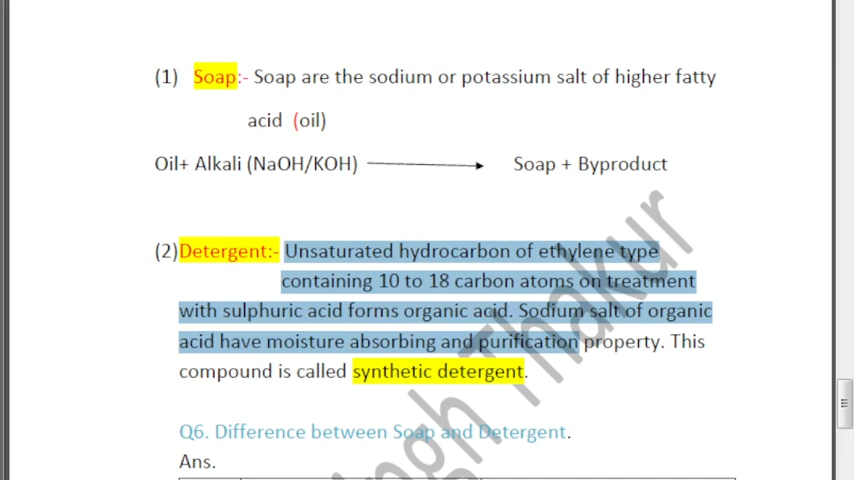 (1) Soap:- Soap are the sodium or potassium salt of higher fatty
acid (oil)
Oil+ Alkali (NaOH/KOH) Soap + Byproduct
(2)Detergent:- Unsaturated hydrocarbon of ethylene type
containing 10 to 18 carbon atoms on treatment
with sulphuric acid forms organic acid. Sodium salt of organic
acid have moisture absorbing and purification property. This
compound is called synthetic detergent.
Q6. Difference between Soap and Detergent.
Ans.
ingh Thakur